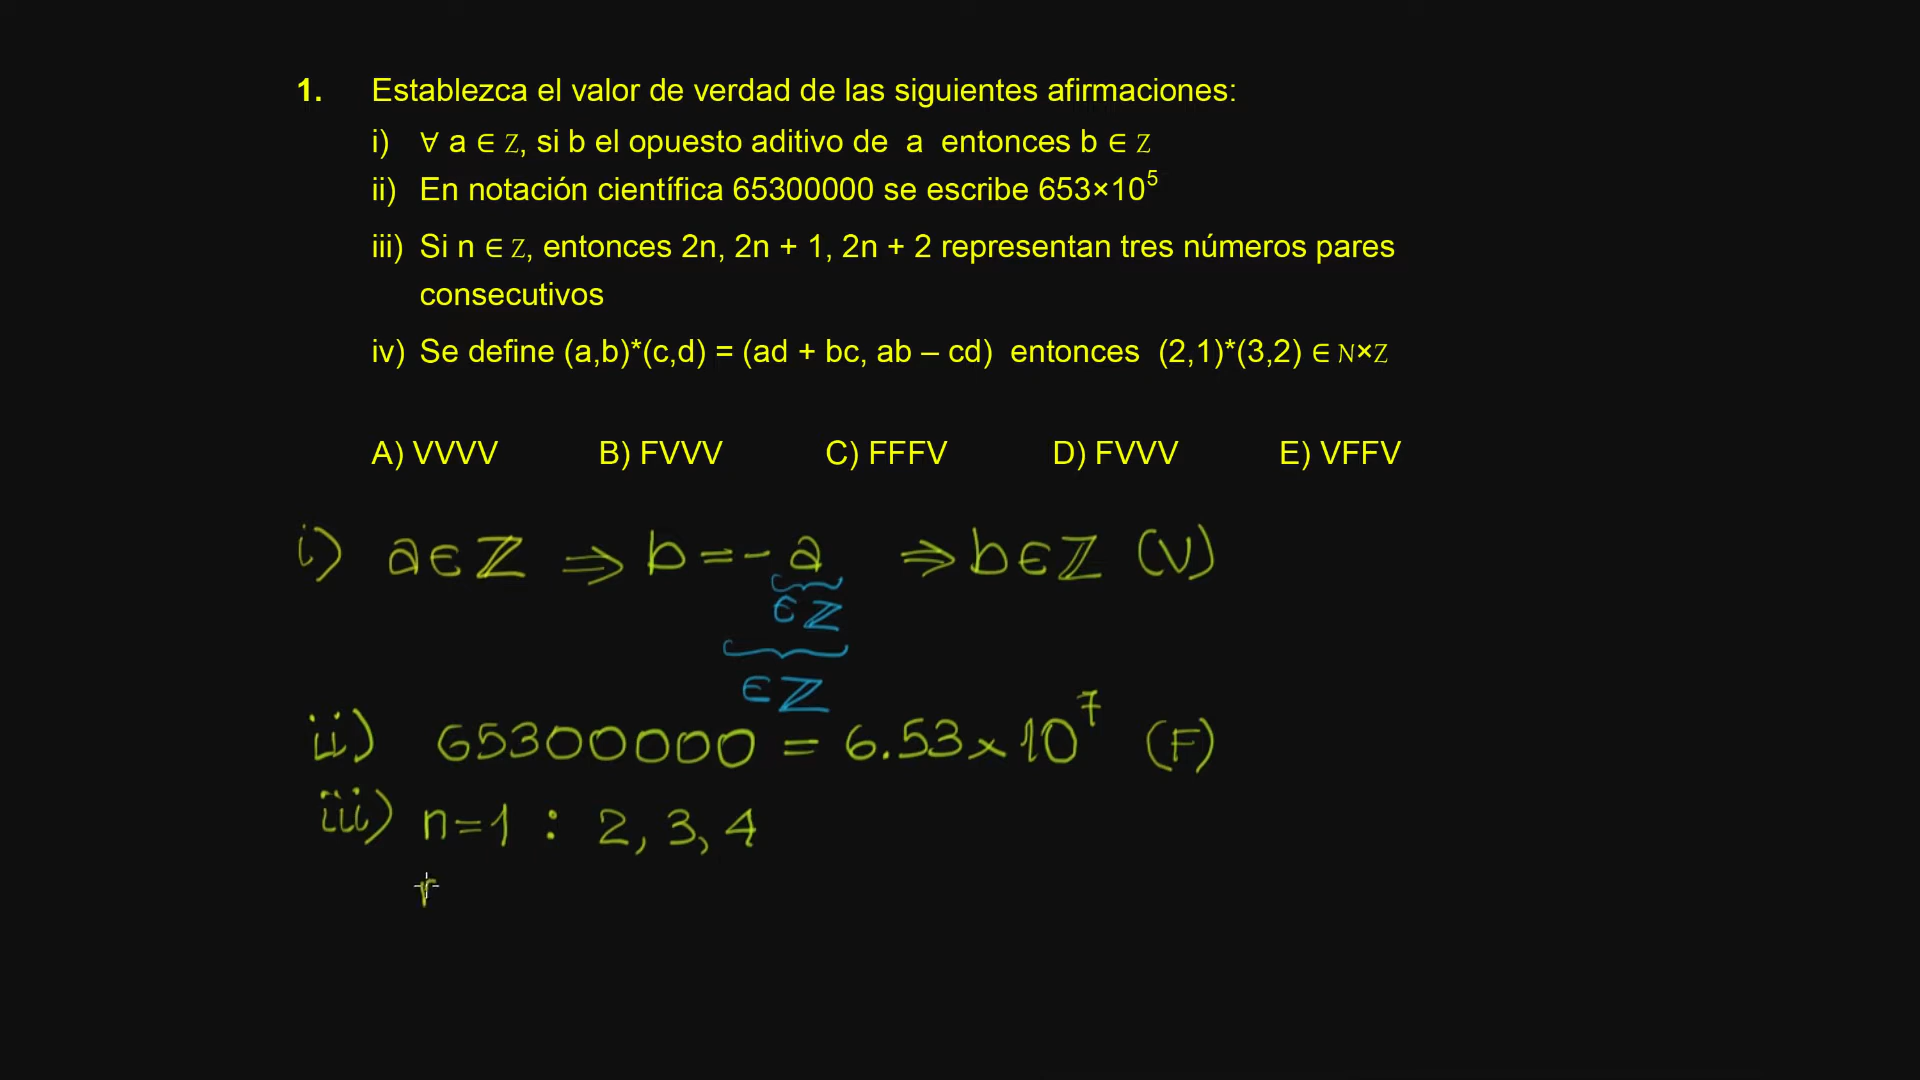 1. Establezca el valor de verdad de las siguientes afirmaciones:
i) ∀ a ∈ Z, si b el opuesto aditivo de a entonces b ∈ Z
ii) En notación científica 65300000 se escribe 653×10⁵
iii) Si n ∈ Z, entonces 2n, 2n + 1, 2n + 2 representan tres números pares
consecutivos
iv) Se define (a,b)*(c,d) = (ad + bc, ab – cd) entonces (2,1)*(3,2) ∈ N×Z
A) VVVV B) FVVV C) FFFV D) FVVV E) VFFV
i) a∈ℤ ⇒ b=-a ⇒ b∈ℤ (V)
∈ℤ
∈ℤ
ii) 65300000 = 6.53×10⁷ (F)
iii) n=1 : 2, 3, 4